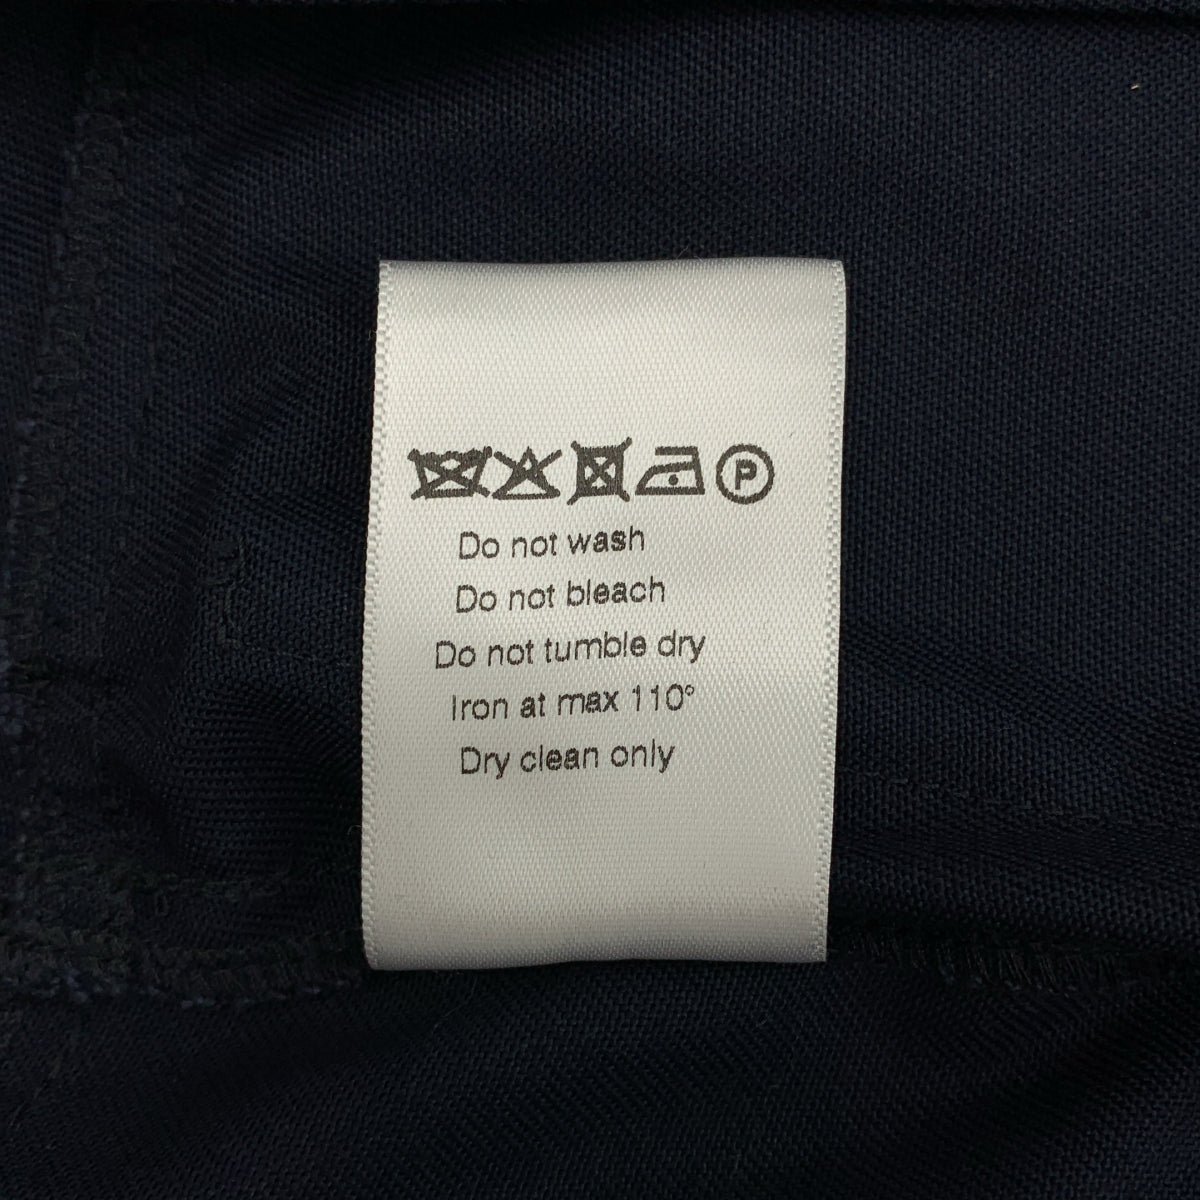 P
Do not wash
Do not bleach
Do not tumble dry
Iron at max 110°
Dry clean only